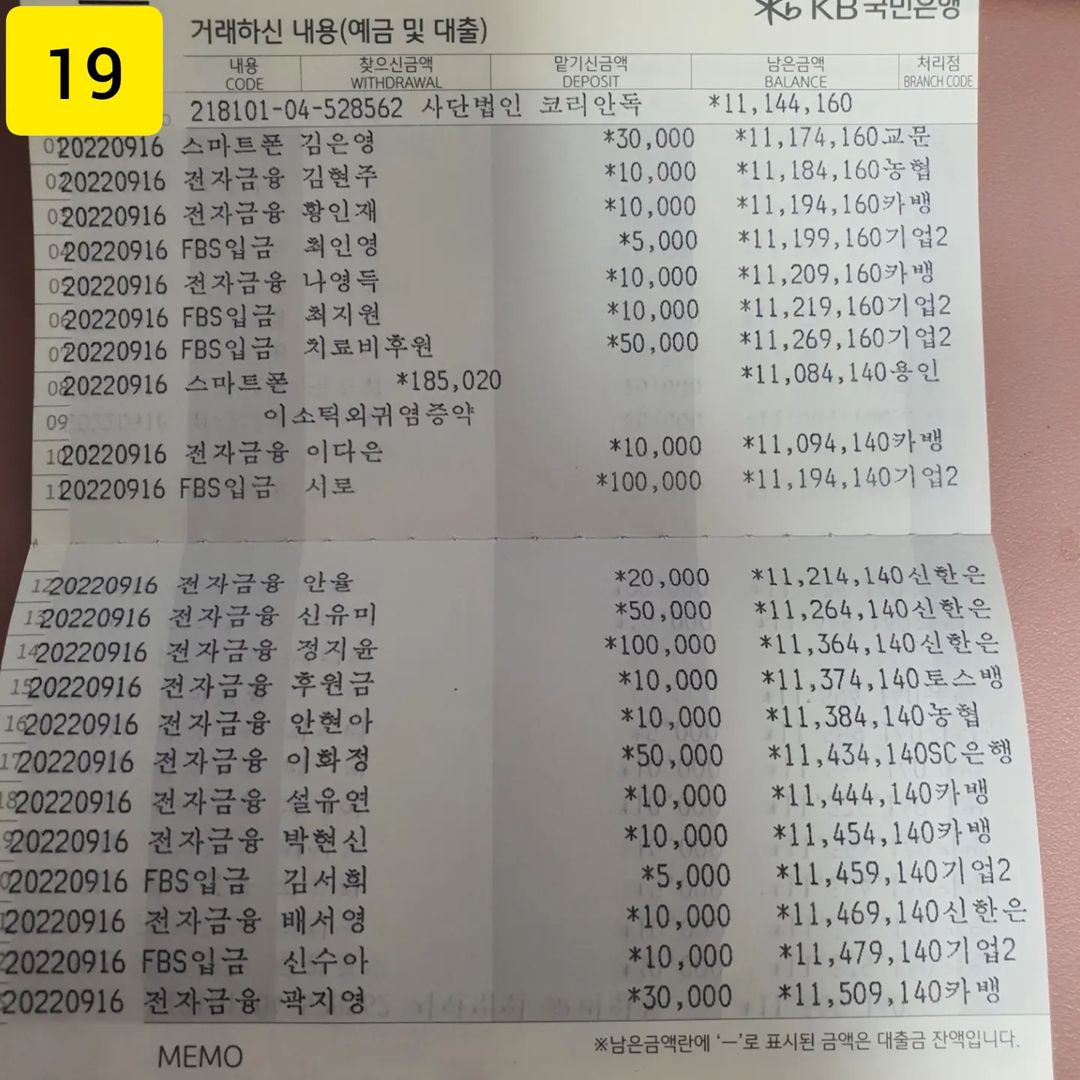 19
KB국민은행
거래하신 내용(예금 및 대출)
내용 찾으신금액 맡기신금액 남은금액 처리점
CODE WITHDRAWAL DEPOSIT BALANCE BRANCH CODE
218101-04-528562 사단법인 코리안독 *11,144,160
01 20220916 스마트폰 김은영 *30,000 *11,174,160교문
02 20220916 전자금융 김현주 *10,000 *11,184,160농협
03 20220916 전자금융 황인재 *10,000 *11,194,160카뱅
04 20220916 FBS입금 최인영 *5,000 *11,199,160기업2
05 20220916 전자금융 나영득 *10,000 *11,209,160카뱅
06 20220916 FBS입금 최지원 *10,000 *11,219,160기업2
07 20220916 FBS입금 치료비후원 *50,000 *11,269,160기업2
08 20220916 스마트폰 *185,020 *11,084,140용인
09 이소틱외귀염증약
10 20220916 전자금융 이다은 *10,000 *11,094,140카뱅
11 20220916 FBS입금 시로 *100,000 *11,194,140기업2
12 20220916 전자금융 안율 *20,000 *11,214,140신한은
13 20220916 전자금융 신유미 *50,000 *11,264,140신한은
14 20220916 전자금융 정지윤 *100,000 *11,364,140신한은
15 20220916 전자금융 후원금 *10,000 *11,374,140토스뱅
16 20220916 전자금융 안현아 *10,000 *11,384,140농협
17 20220916 전자금융 이화정 *50,000 *11,434,140SC은행
18 20220916 전자금융 설유연 *10,000 *11,444,140카뱅
9 20220916 전자금융 박현신 *10,000 *11,454,140카뱅
0 20220916 FBS입금 김서희 *5,000 *11,459,140기업2
20220916 전자금융 배서영 *10,000 *11,469,140신한은
20220916 FBS입금 신수아 *10,000 *11,479,140기업2
20220916 전자금융 곽지영 *30,000 *11,509,140카뱅
MEMO
※남은금액란에 '—'로 표시된 금액은 대출금 잔액입니다.